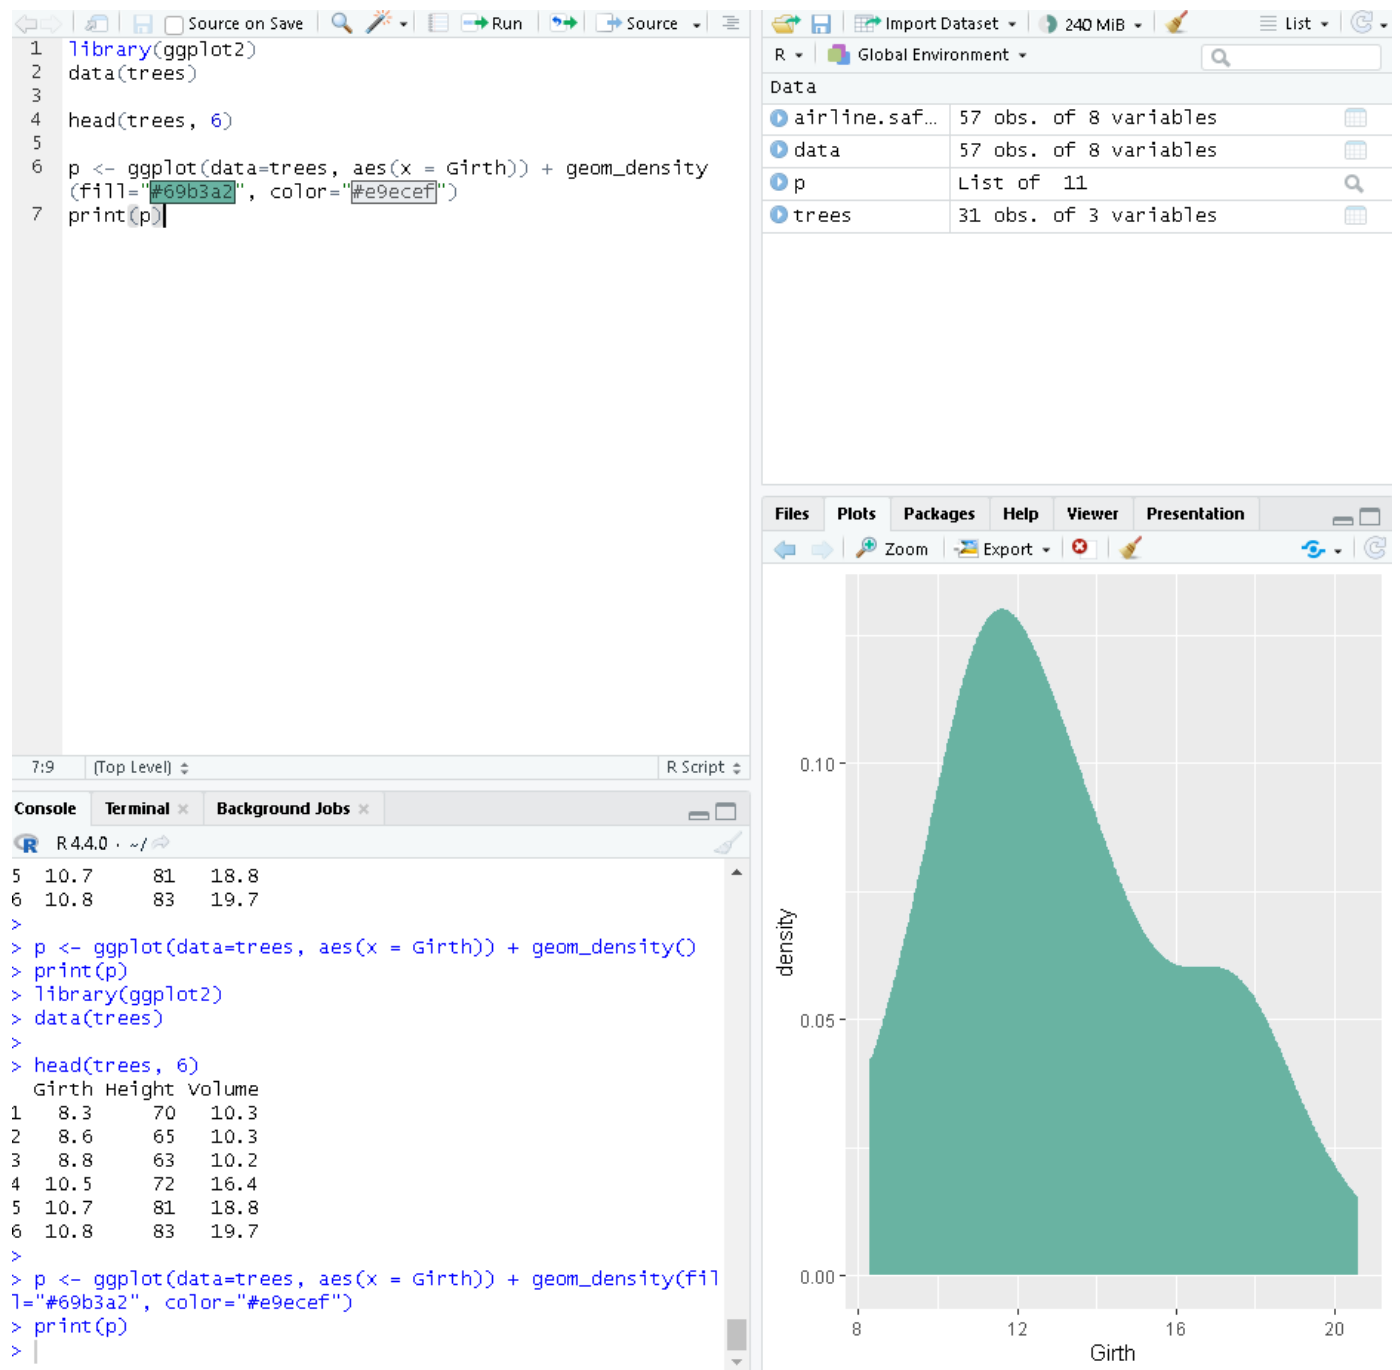 Source on Save Run Source
1 library(ggplot2)
2 data(trees)
3
4 head(trees, 6)
5
6 p <- ggplot(data=trees, aes(x = Girth)) + geom_density
(fill="#69b3a2", color="#e9ecef")
7 print(p)
7:9 (Top Level) R Script
Console Terminal Background Jobs
R R 4.4.0 · ~/
5 10.7 81 18.8
6 10.8 83 19.7
>
> p <- ggplot(data=trees, aes(x = Girth)) + geom_density()
> print(p)
> library(ggplot2)
> data(trees)
>
> head(trees, 6)
Girth Height Volume
1 8.3 70 10.3
2 8.6 65 10.3
3 8.8 63 10.2
4 10.5 72 16.4
5 10.7 81 18.8
6 10.8 83 19.7
>
> p <- ggplot(data=trees, aes(x = Girth)) + geom_density(fil
l="#69b3a2", color="#e9ecef")
> print(p)
>
Import Dataset 240 MiB List
R Global Environment
Data
airline.saf… 57 obs. of 8 variables
data 57 obs. of 8 variables
p List of 11
trees 31 obs. of 3 variables
Files Plots Packages Help Viewer Presentation
Zoom Export
0.10
0.05
0.00
density
8 12 16 20
Girth